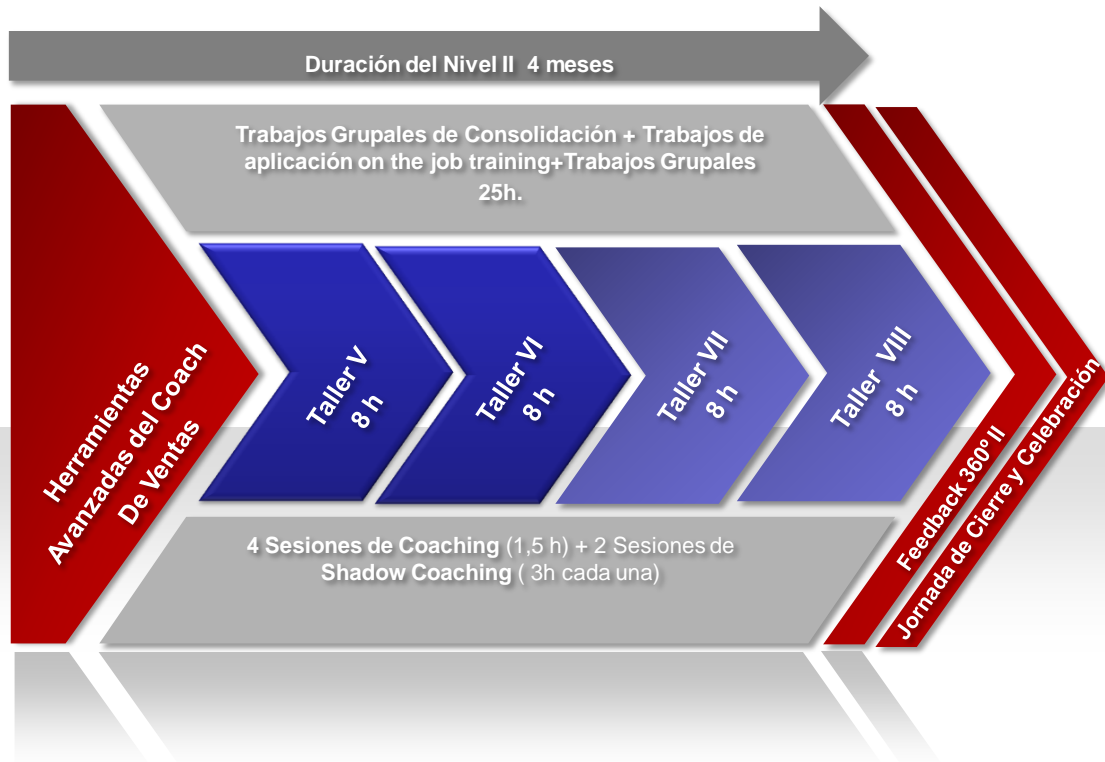 Duración del Nivel II 4 meses
Trabajos Grupales de Consolidación + Trabajos de
aplicación on the job training+Trabajos Grupales
25h.
Herramientas
Avanzadas del Coach
De Ventas
Taller V
8 h
Taller VI
8 h
Taller VII
8 h
Taller VIII
8 h
Feedback 360º II
Jornada de Cierre y Celebración
4 Sesiones de Coaching (1,5 h) + 2 Sesiones de
Shadow Coaching ( 3h cada una)